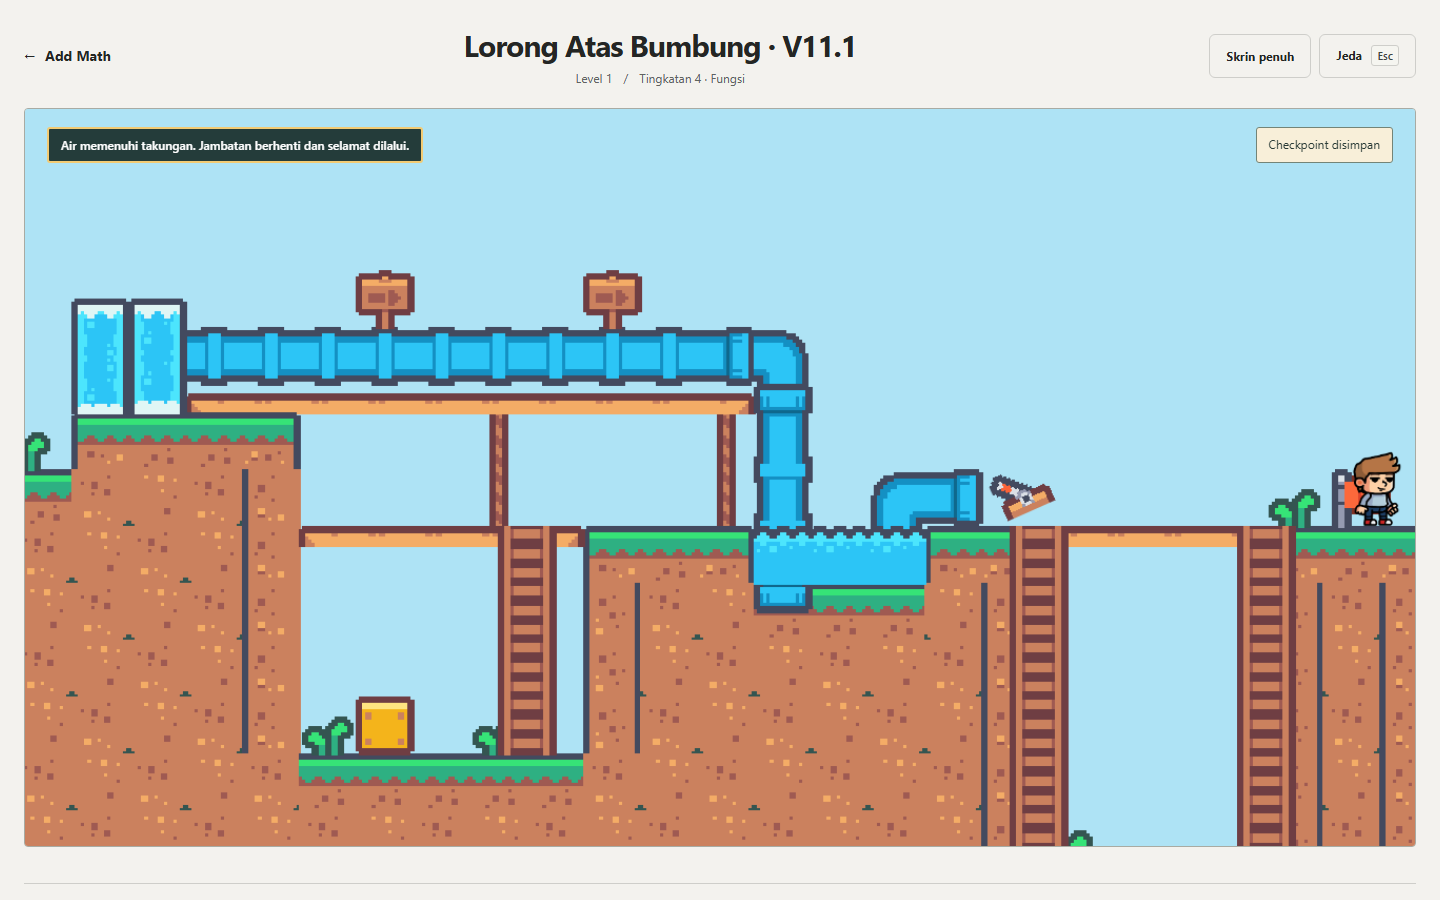 ← Add Math
Lorong Atas Bumbung · V11.1
Level 1 / Tingkatan 4 · Fungsi
Skrin penuh
Jeda Esc
Air memenuhi takungan. Jambatan berhenti dan selamat dilalui.
Checkpoint disimpan